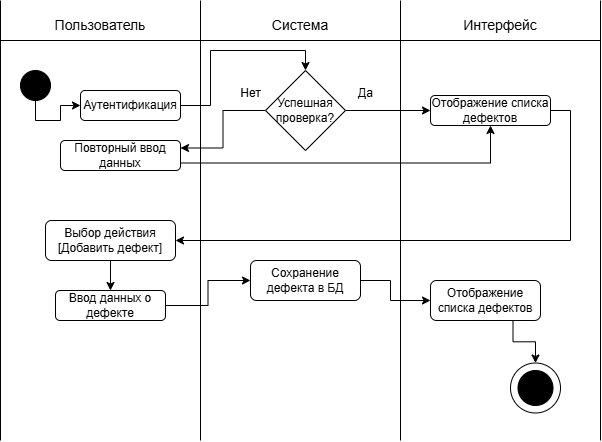 Пользователь
Система
Интерфейс
Аутентификация
Нет
Успешная
проверка?
Да
Отображение списка
дефектов
Повторный ввод
данных
Выбор действия
[Добавить дефект]
Ввод данных о
дефекте
Сохранение
дефекта в БД
Отображение
списка дефектов